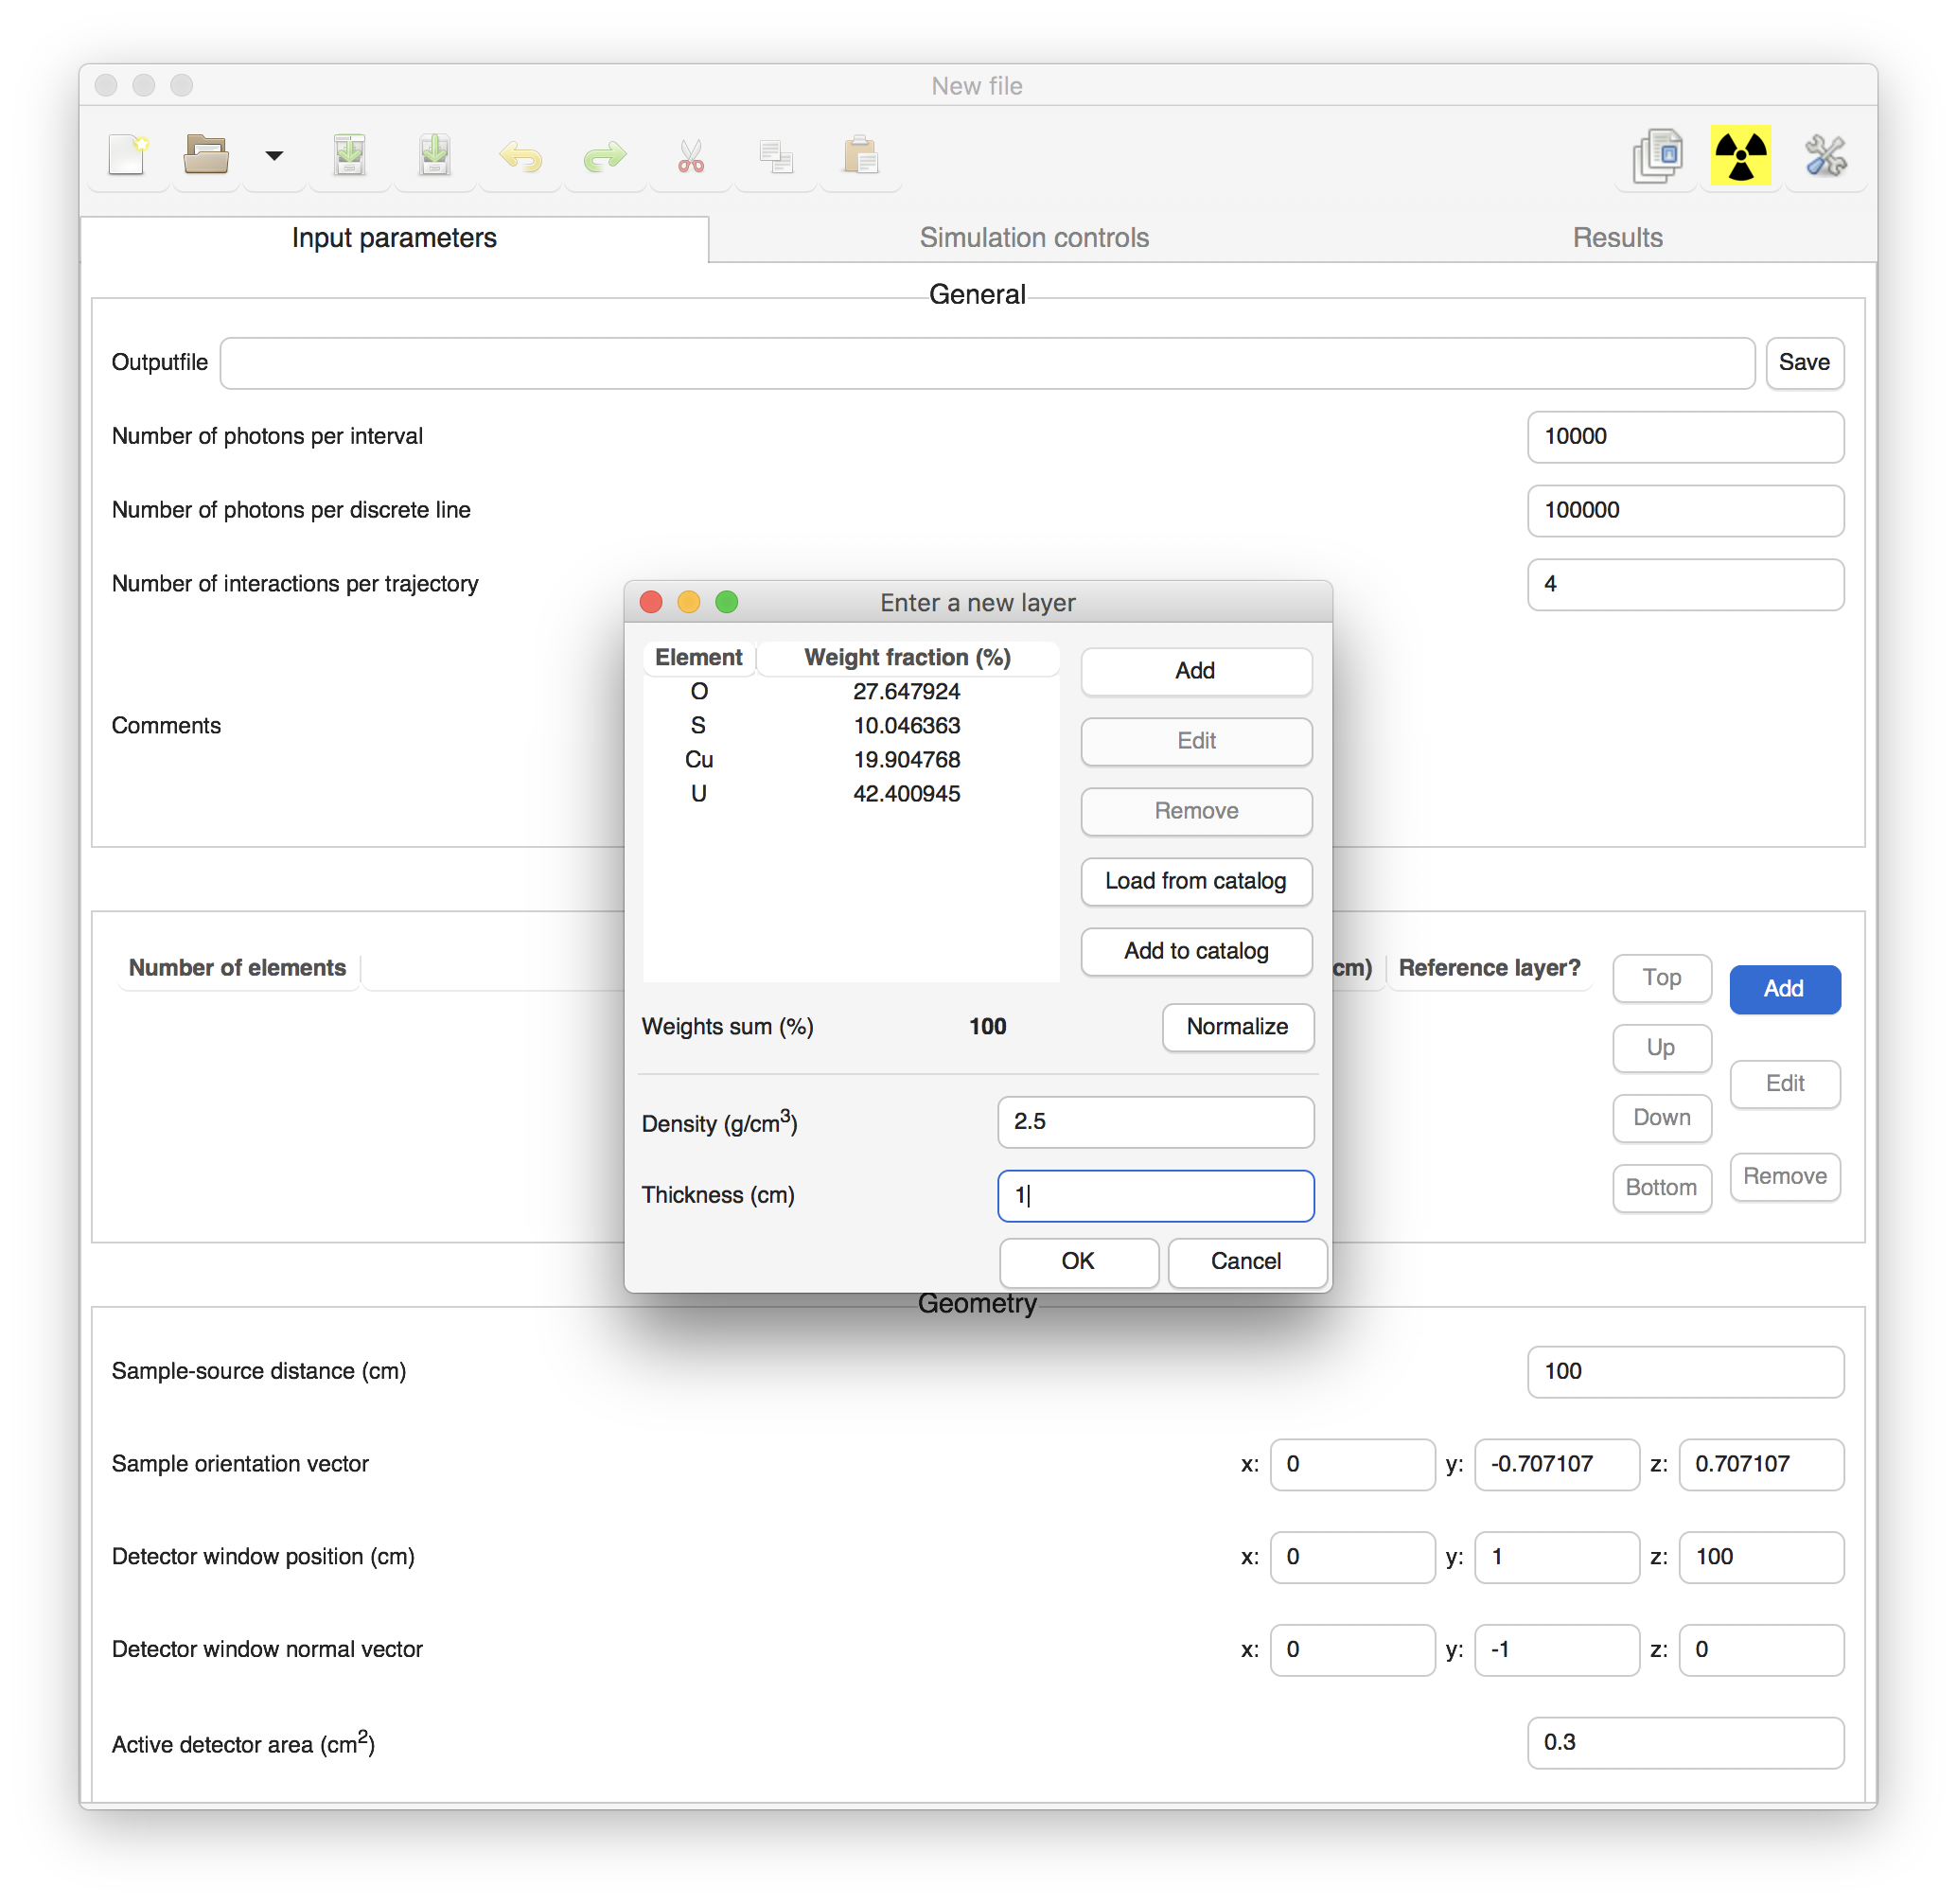 New file
Input parameters
Simulation controls
Results
General
Outputfile
Save
Number of photons per interval
10000
Number of photons per discrete line
100000
Number of interactions per trajectory
4
Comments
Enter a new layer
Element
Weight fraction (%)
O 27.647924
S 10.046363
Cu 19.904768
U 42.400945
Add
Edit
Remove
Load from catalog
Add to catalog
Weights sum (%)
100
Normalize
Density (g/cm³)
2.5
Thickness (cm)
1
OK
Cancel
Number of elements
cm)
Reference layer?
Top
Up
Down
Bottom
Add
Edit
Remove
Geometry
Sample-source distance (cm)
100
Sample orientation vector
x: 0 y: -0.707107 z: 0.707107
Detector window position (cm)
x: 0 y: 1 z: 100
Detector window normal vector
x: 0 y: -1 z: 0
Active detector area (cm²)
0.3